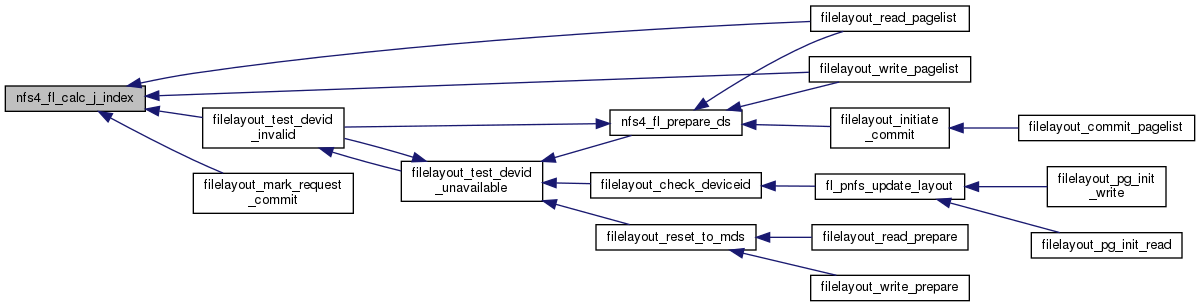 filelayout_read_pagelist
filelayout_write_pagelist
nfs4_fl_calc_j_index
filelayout_test_devid
_invalid
nfs4_fl_prepare_ds
filelayout_initiate
_commit
filelayout_commit_pagelist
filelayout_mark_request
_commit
filelayout_test_devid
_unavailable
filelayout_check_deviceid
fl_pnfs_update_layout
filelayout_pg_init
_write
filelayout_reset_to_mds
filelayout_read_prepare
filelayout_pg_init_read
filelayout_write_prepare